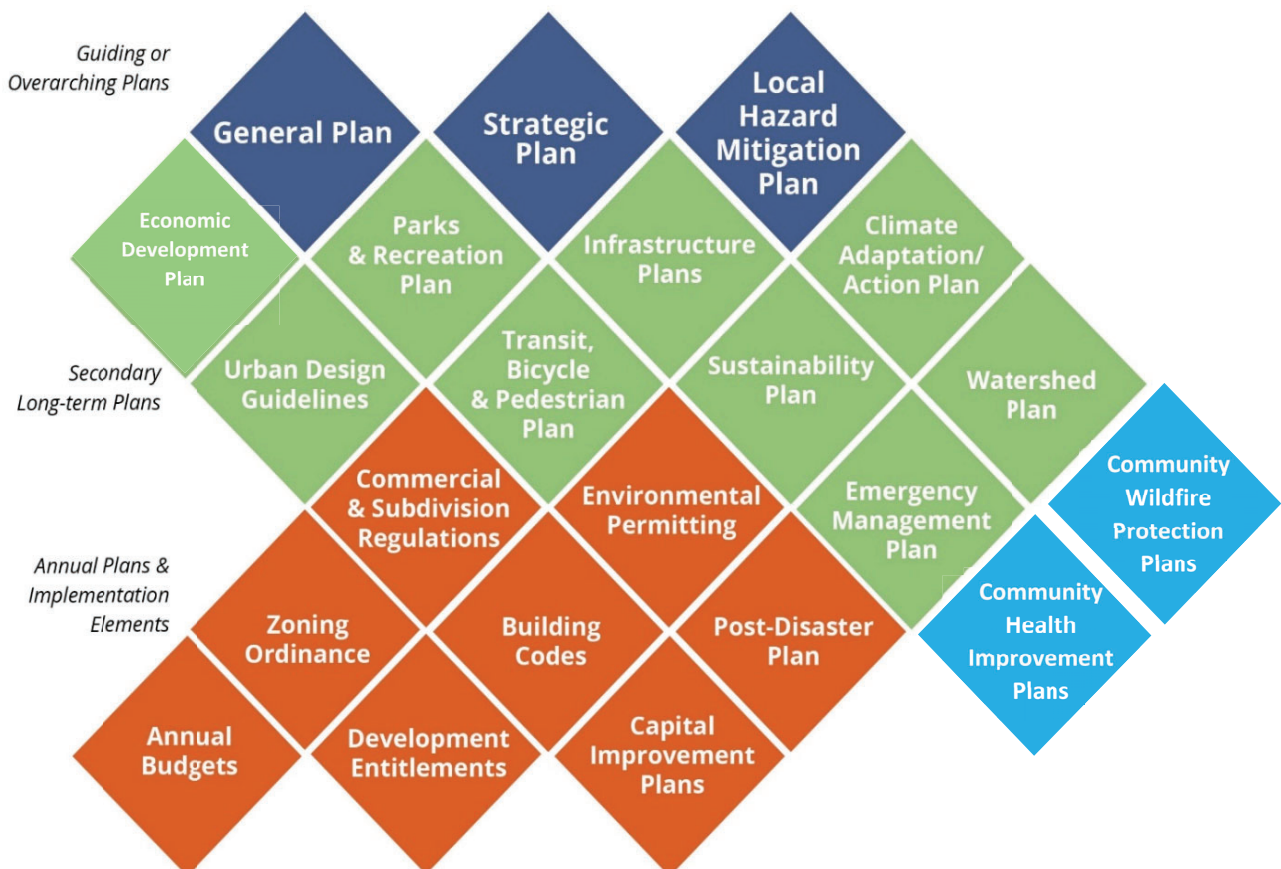 Guiding or
Overarching Plans
General Plan
Strategic
Plan
Local
Hazard
Mitigation
Plan
Economic
Development
Plan
Parks
& Recreation
Plan
Infrastructure
Plans
Climate
Adaptation/
Action Plan
Secondary
Long-term Plans
Urban Design
Guidelines
Transit,
Bicycle
& Pedestrian
Plan
Sustainability
Plan
Watershed
Plan
Commercial
& Subdivision
Regulations
Environmental
Permitting
Emergency
Management
Plan
Community
Wildfire
Protection
Plans
Annual Plans &
Implementation
Elements
Zoning
Ordinance
Building
Codes
Post-Disaster
Plan
Community
Health
Improvement
Plans
Annual
Budgets
Development
Entitlements
Capital
Improvement
Plans